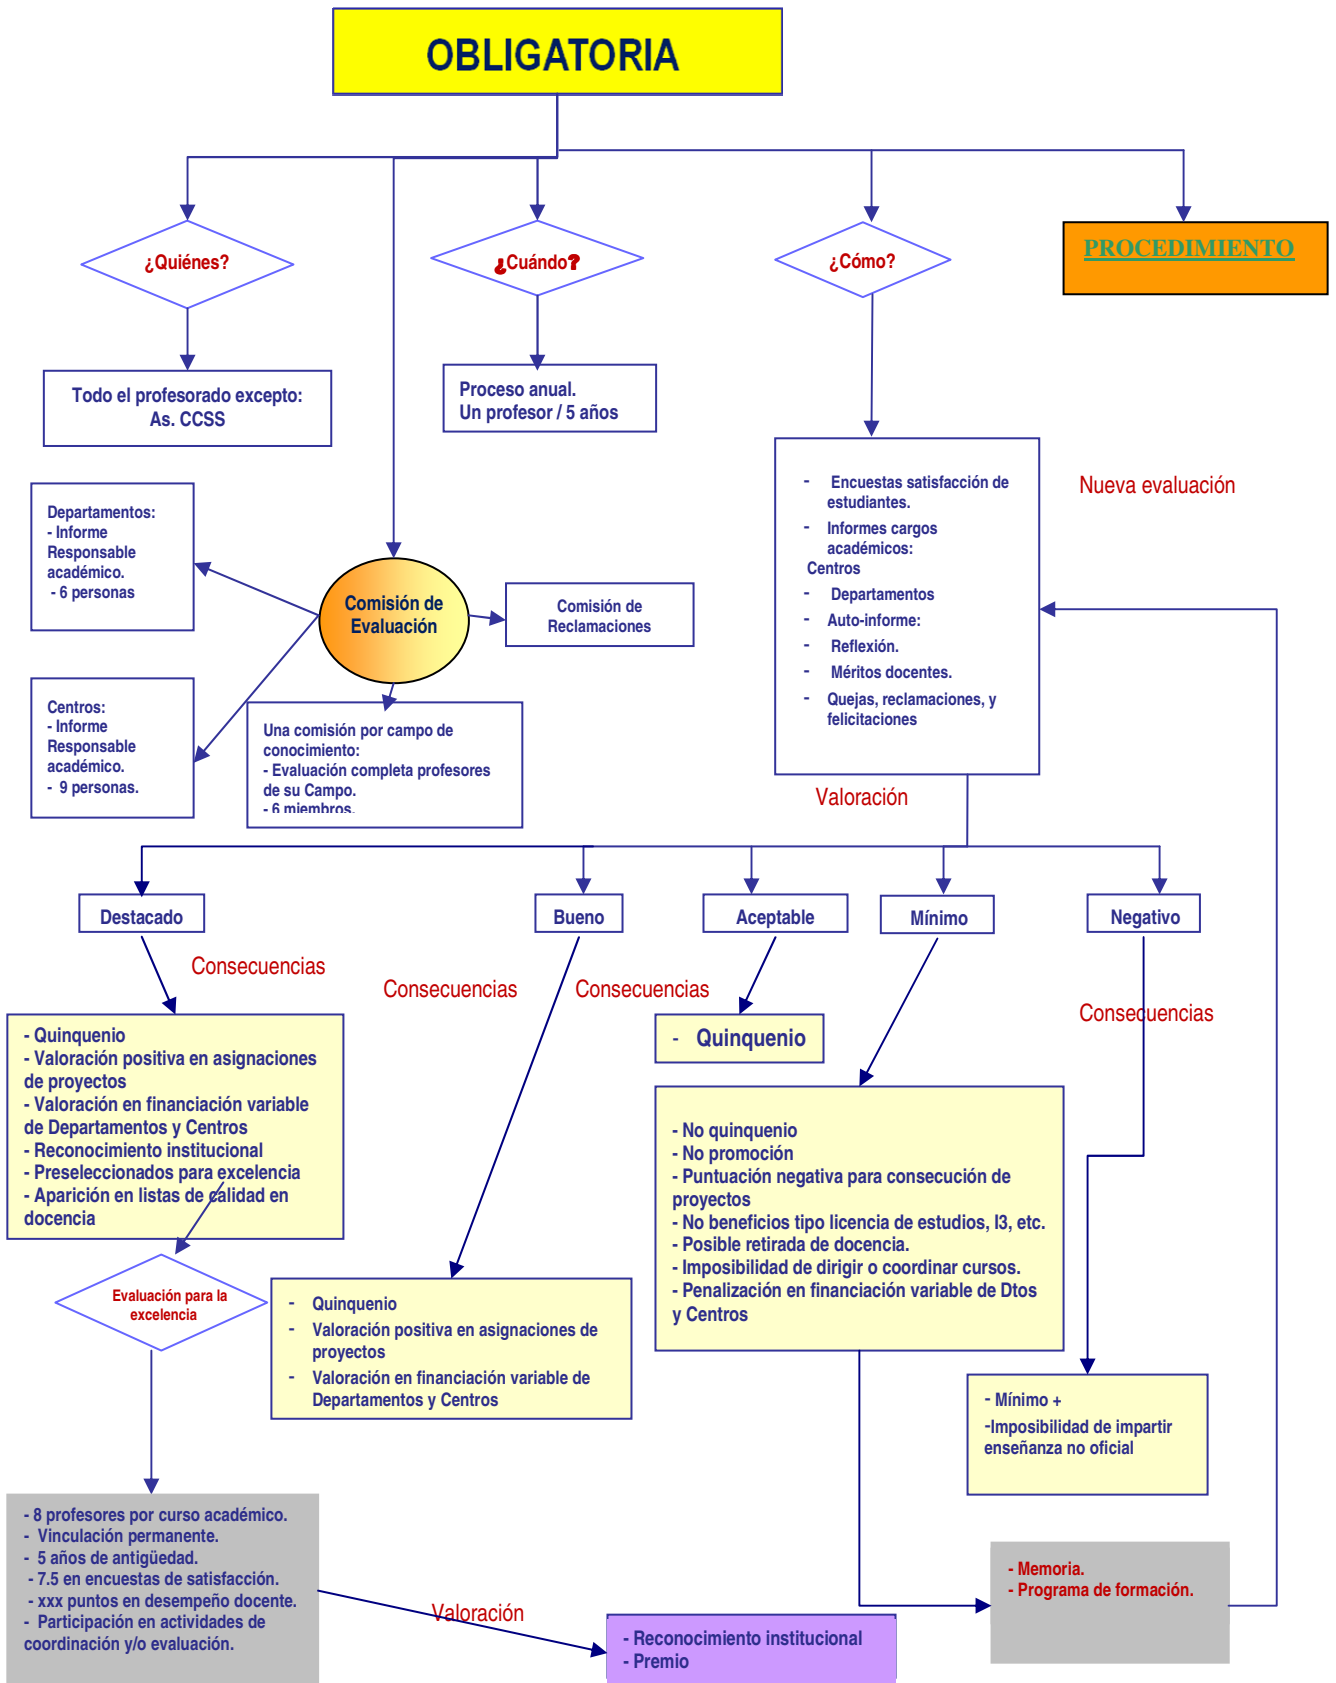 OBLIGATORIA
¿Quiénes?
¿Cuándo?
¿Cómo?
PROCEDIMIENTO
Todo el profesorado excepto:
As. CCSS
Proceso anual.
Un profesor / 5 años
- Encuestas satisfacción de
estudiantes.
- Informes cargos
académicos:
Centros
- Departamentos
- Auto-informe:
- Reflexión.
- Méritos docentes.
- Quejas, reclamaciones, y
felicitaciones
Nueva evaluación
Departamentos:
- Informe
Responsable
académico.
- 6 personas
Comisión de
Evaluación
Comisión de
Reclamaciones
Centros:
- Informe
Responsable
académico.
- 9 personas.
Una comisión por campo de
conocimiento:
- Evaluación completa profesores
de su Campo.
- 6 miembros.
Valoración
Destacado
Bueno
Aceptable
Mínimo
Negativo
Consecuencias
Consecuencias
Consecuencias
Consecuencias
- Quinquenio
- Valoración positiva en asignaciones
de proyectos
- Valoración en financiación variable
de Departamentos y Centros
- Reconocimiento institucional
- Preseleccionados para excelencia
- Aparición en listas de calidad en
docencia
- Quinquenio
- No quinquenio
- No promoción
- Puntuación negativa para consecución de
proyectos
- No beneficios tipo licencia de estudios, I3, etc.
- Posible retirada de docencia.
- Imposibilidad de dirigir o coordinar cursos.
- Penalización en financiación variable de Dtos
y Centros
Evaluación para la
excelencia
- Quinquenio
- Valoración positiva en asignaciones de
proyectos
- Valoración en financiación variable de
Departamentos y Centros
- Mínimo +
-Imposibilidad de impartir
enseñanza no oficial
- 8 profesores por curso académico.
- Vinculación permanente.
- 5 años de antigüedad.
- 7.5 en encuestas de satisfacción.
- xxx puntos en desempeño docente.
- Participación en actividades de
coordinación y/o evaluación.
Valoración
- Reconocimiento institucional
- Premio
- Memoria.
- Programa de formación.